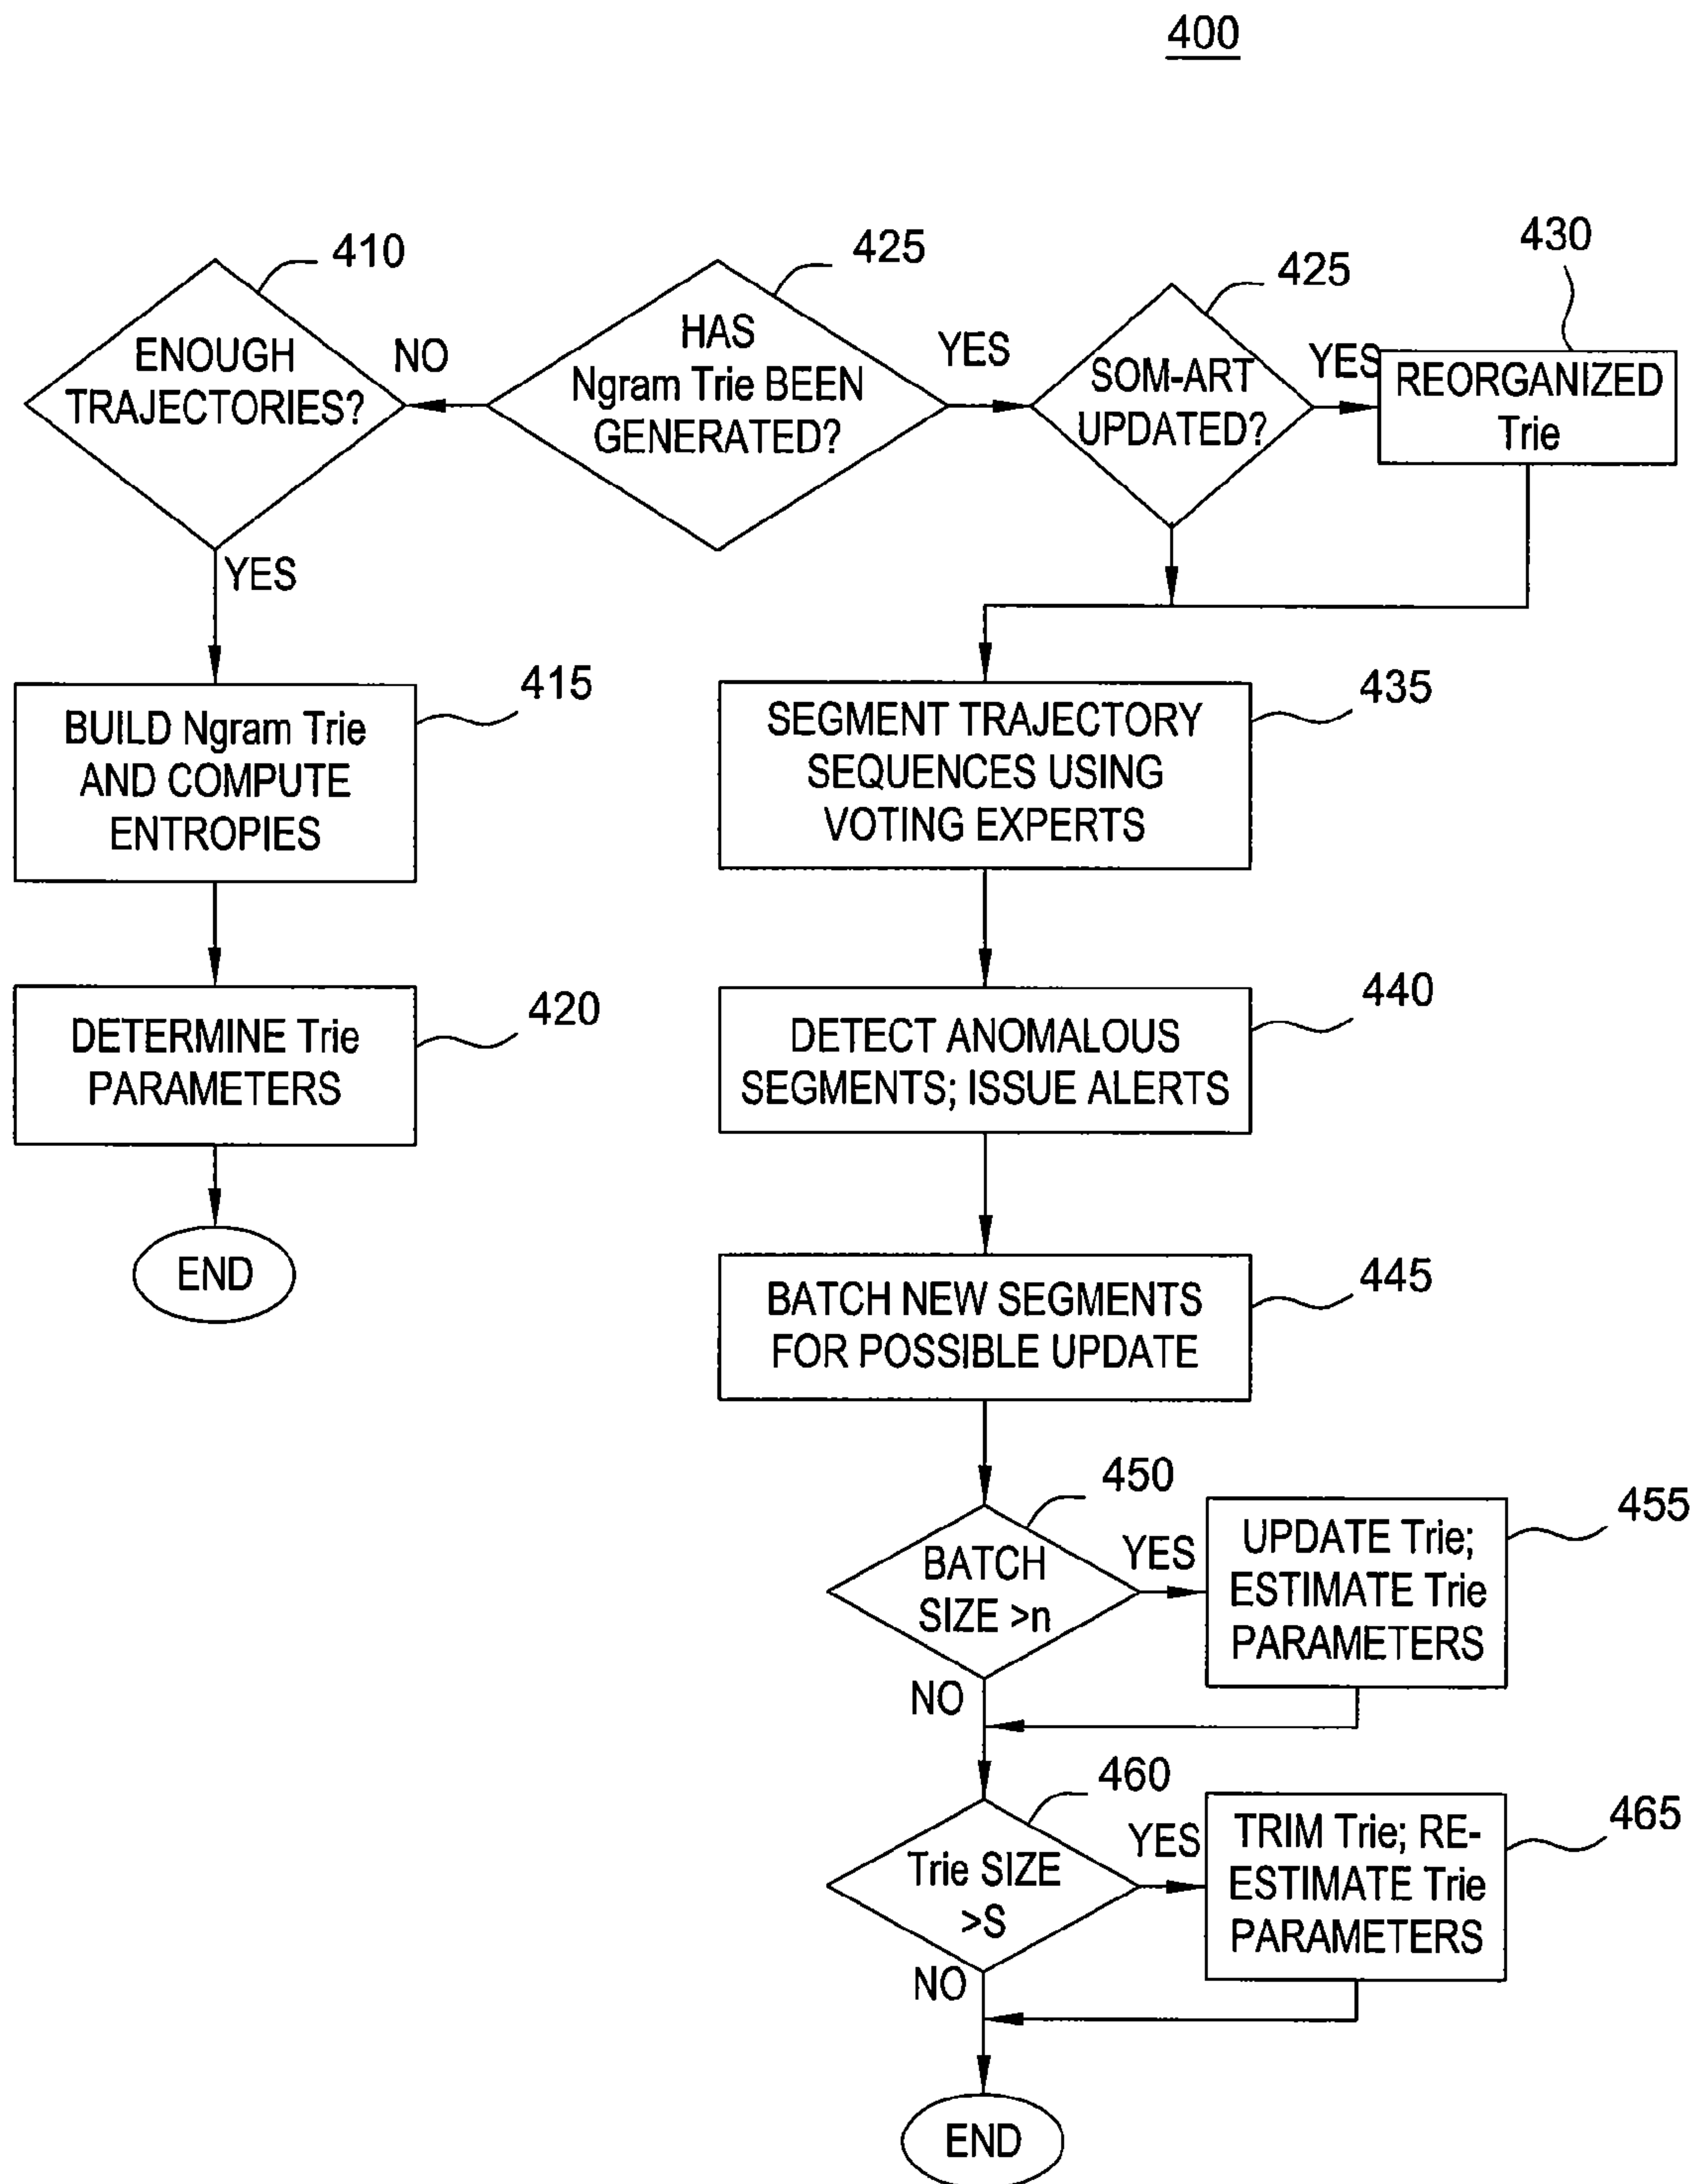 400
410
ENOUGH
TRAJECTORIES?
NO
425
HAS
Ngram Trie BEEN
GENERATED?
YES
425
SOM-ART
UPDATED?
YES
430
REORGANIZED
Trie
YES
415
BUILD Ngram Trie
AND COMPUTE
ENTROPIES
420
DETERMINE Trie
PARAMETERS
END
435
SEGMENT TRAJECTORY
SEQUENCES USING
VOTING EXPERTS
440
DETECT ANOMALOUS
SEGMENTS; ISSUE ALERTS
445
BATCH NEW SEGMENTS
FOR POSSIBLE UPDATE
450
BATCH
SIZE >n
YES
455
UPDATE Trie;
ESTIMATE Trie
PARAMETERS
NO
460
Trie SIZE
>S
YES
465
TRIM Trie; RE-
ESTIMATE Trie
PARAMETERS
NO
END